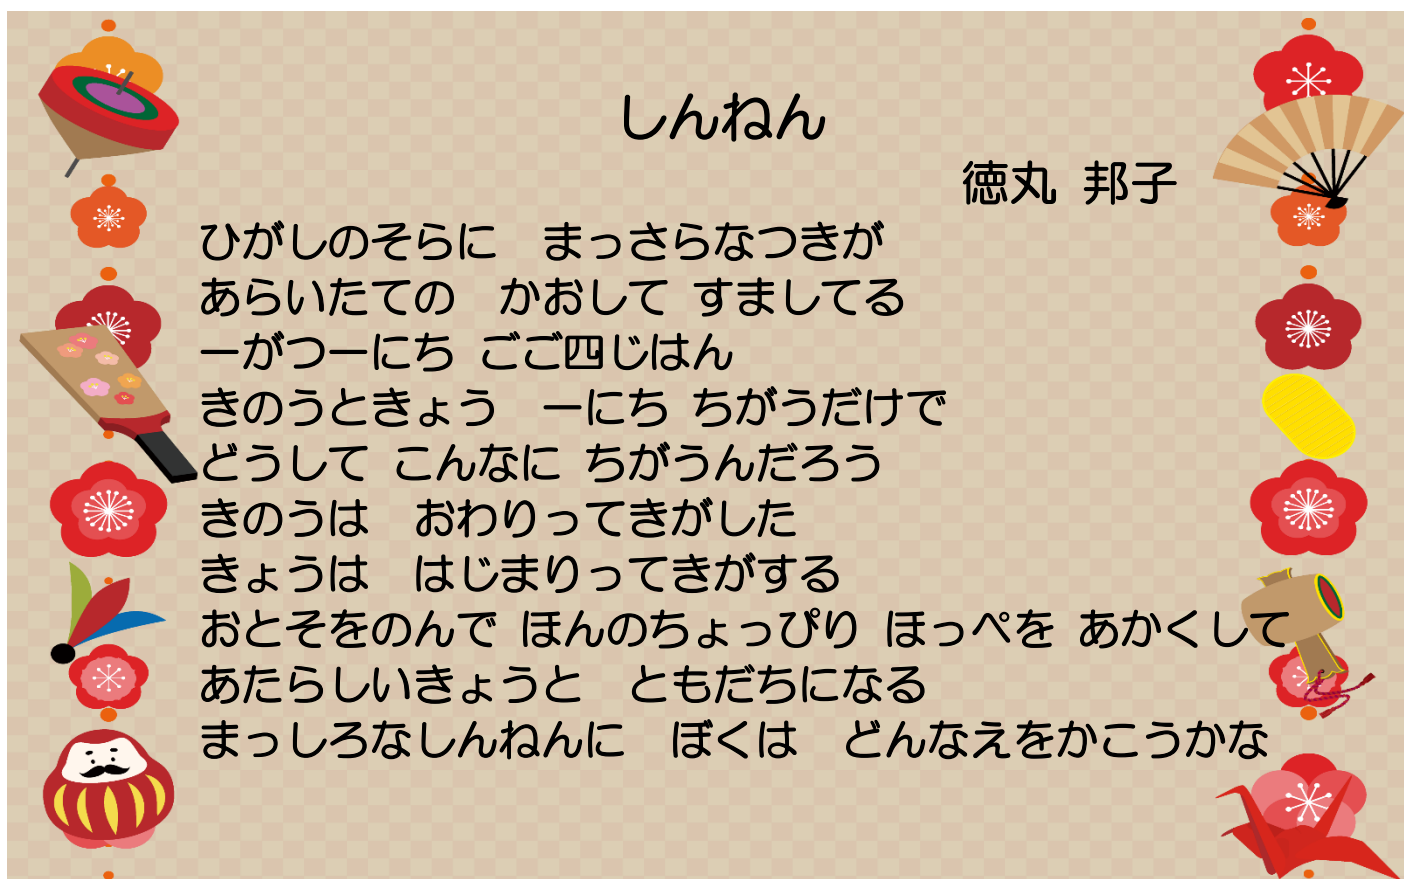 しんねん
徳丸 邦子
ひがしのそらに　まっさらなつきが
あらいたての　かおして すましてる
一がつ一にち ごご四じはん
きのうときょう　一にち ちがうだけで
どうして こんなに ちがうんだろう
きのうは　おわりってきがした
きょうは　はじまりってきがする
おとそをのんで ほんのちょっぴり ほっぺを あかくして
あたらしいきょうと　ともだちになる
まっしろなしんねんに　ぼくは　どんなえをかこうかな